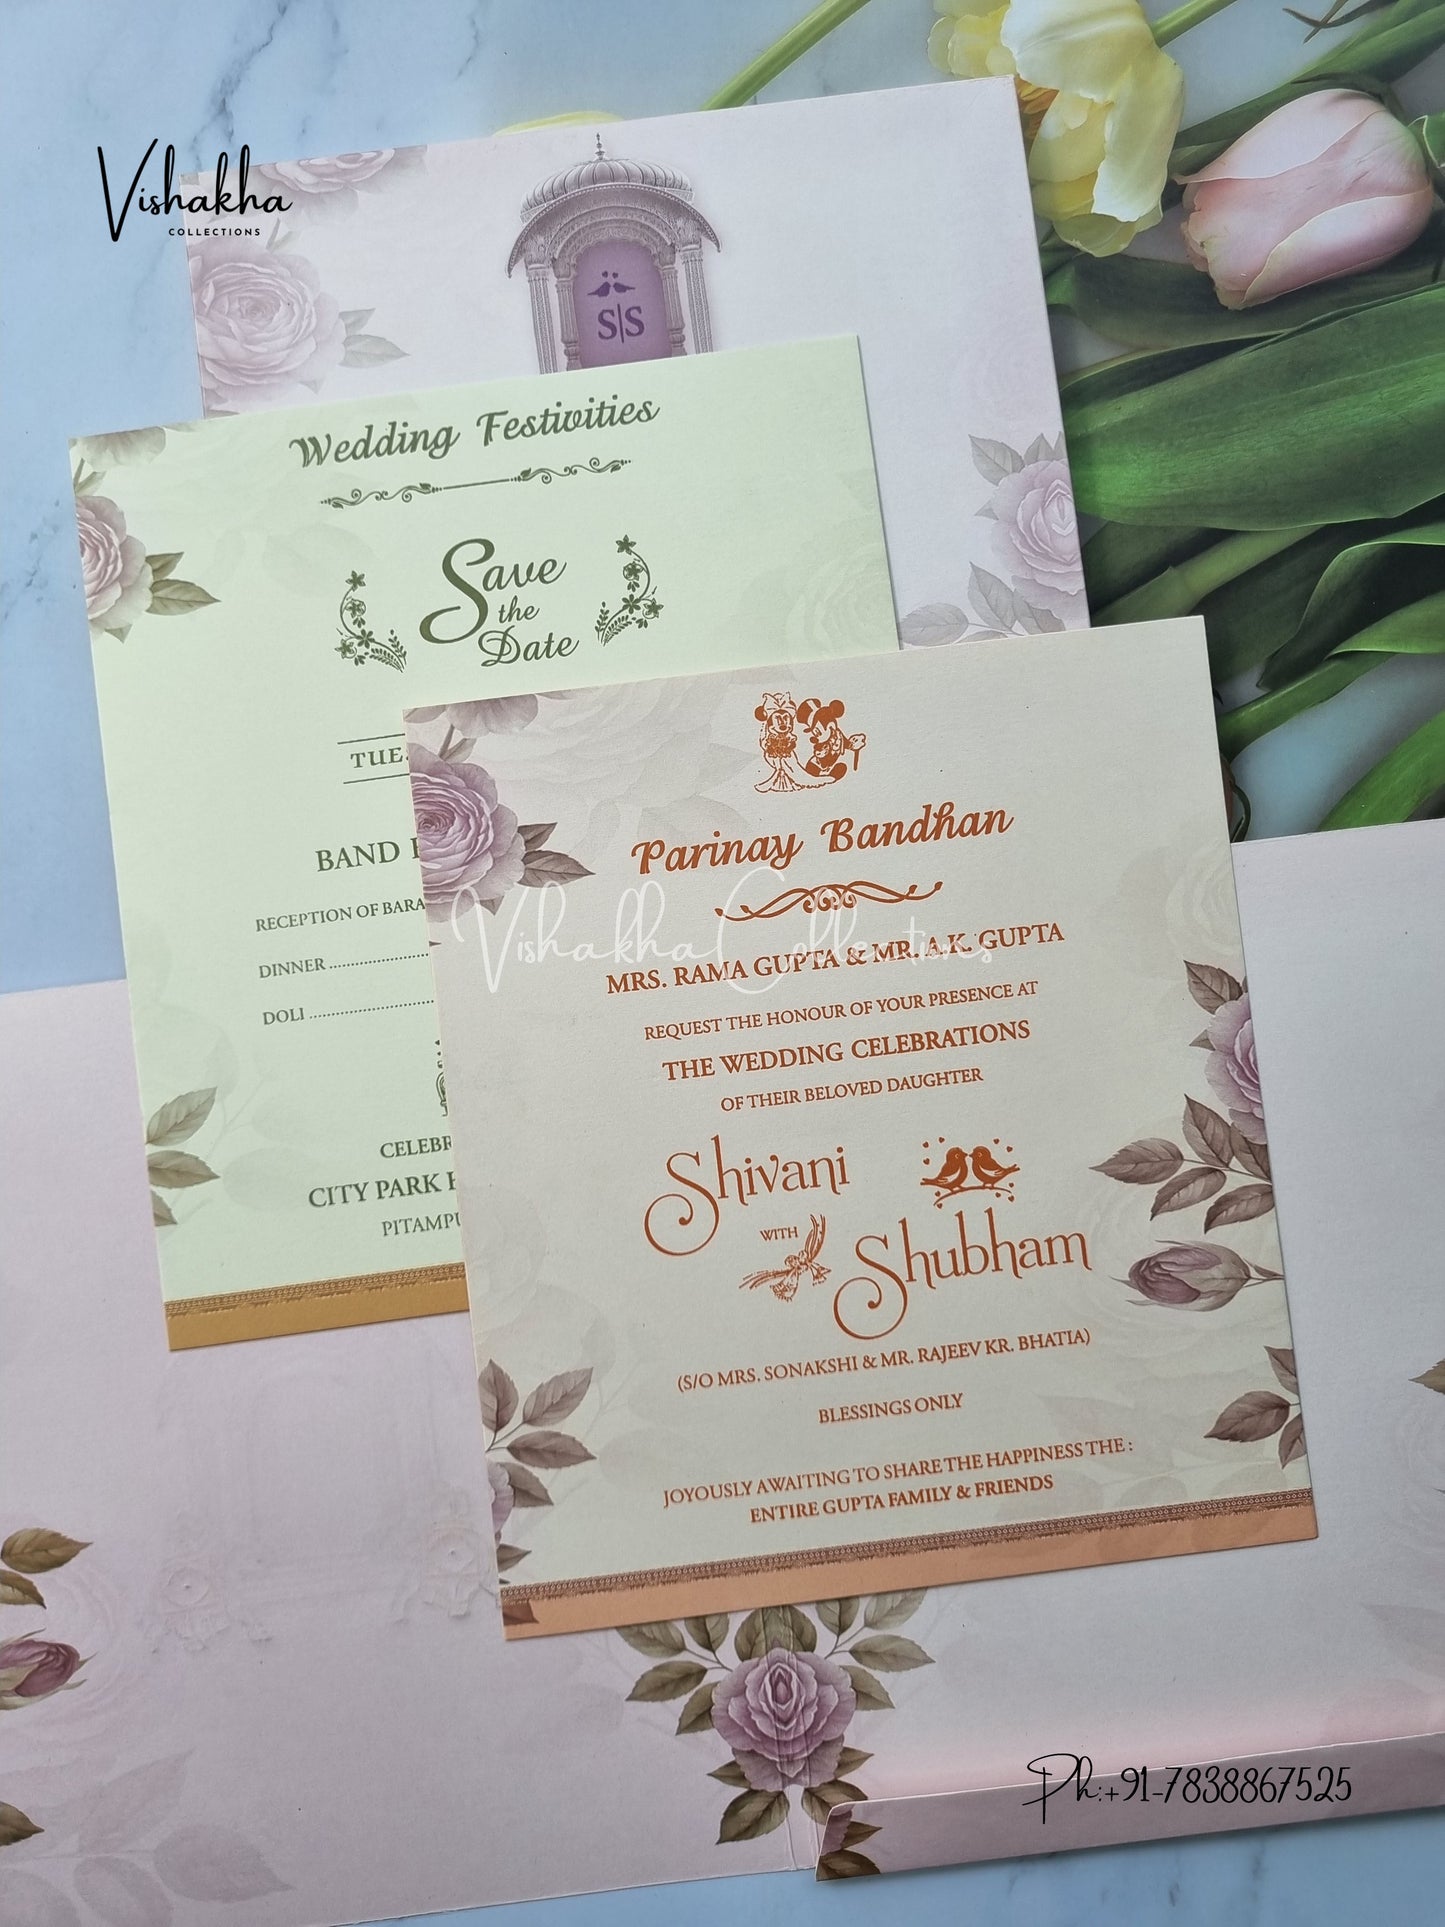 Vishakha
COLLECTIONS
S|S
Wedding Festivities
Save
the
Date
TUE
BAND
RECEPTION OF BARA
DINNER
DOLI
CELEBR
CITY PARK
PITAMPU
Parinay Bandhan
Vishakha Collections
MRS. RAMA GUPTA & MR. A.K. GUPTA
REQUEST THE HONOUR OF YOUR PRESENCE AT
THE WEDDING CELEBRATIONS
OF THEIR BELOVED DAUGHTER
Shivani
WITH
Shubham
(S/O MRS. SONAKSHI & MR. RAJEEV KR. BHATIA)
BLESSINGS ONLY
JOYOUSLY AWAITING TO SHARE THE HAPPINESS THE :
ENTIRE GUPTA FAMILY & FRIENDS
Ph:+91-7838867525